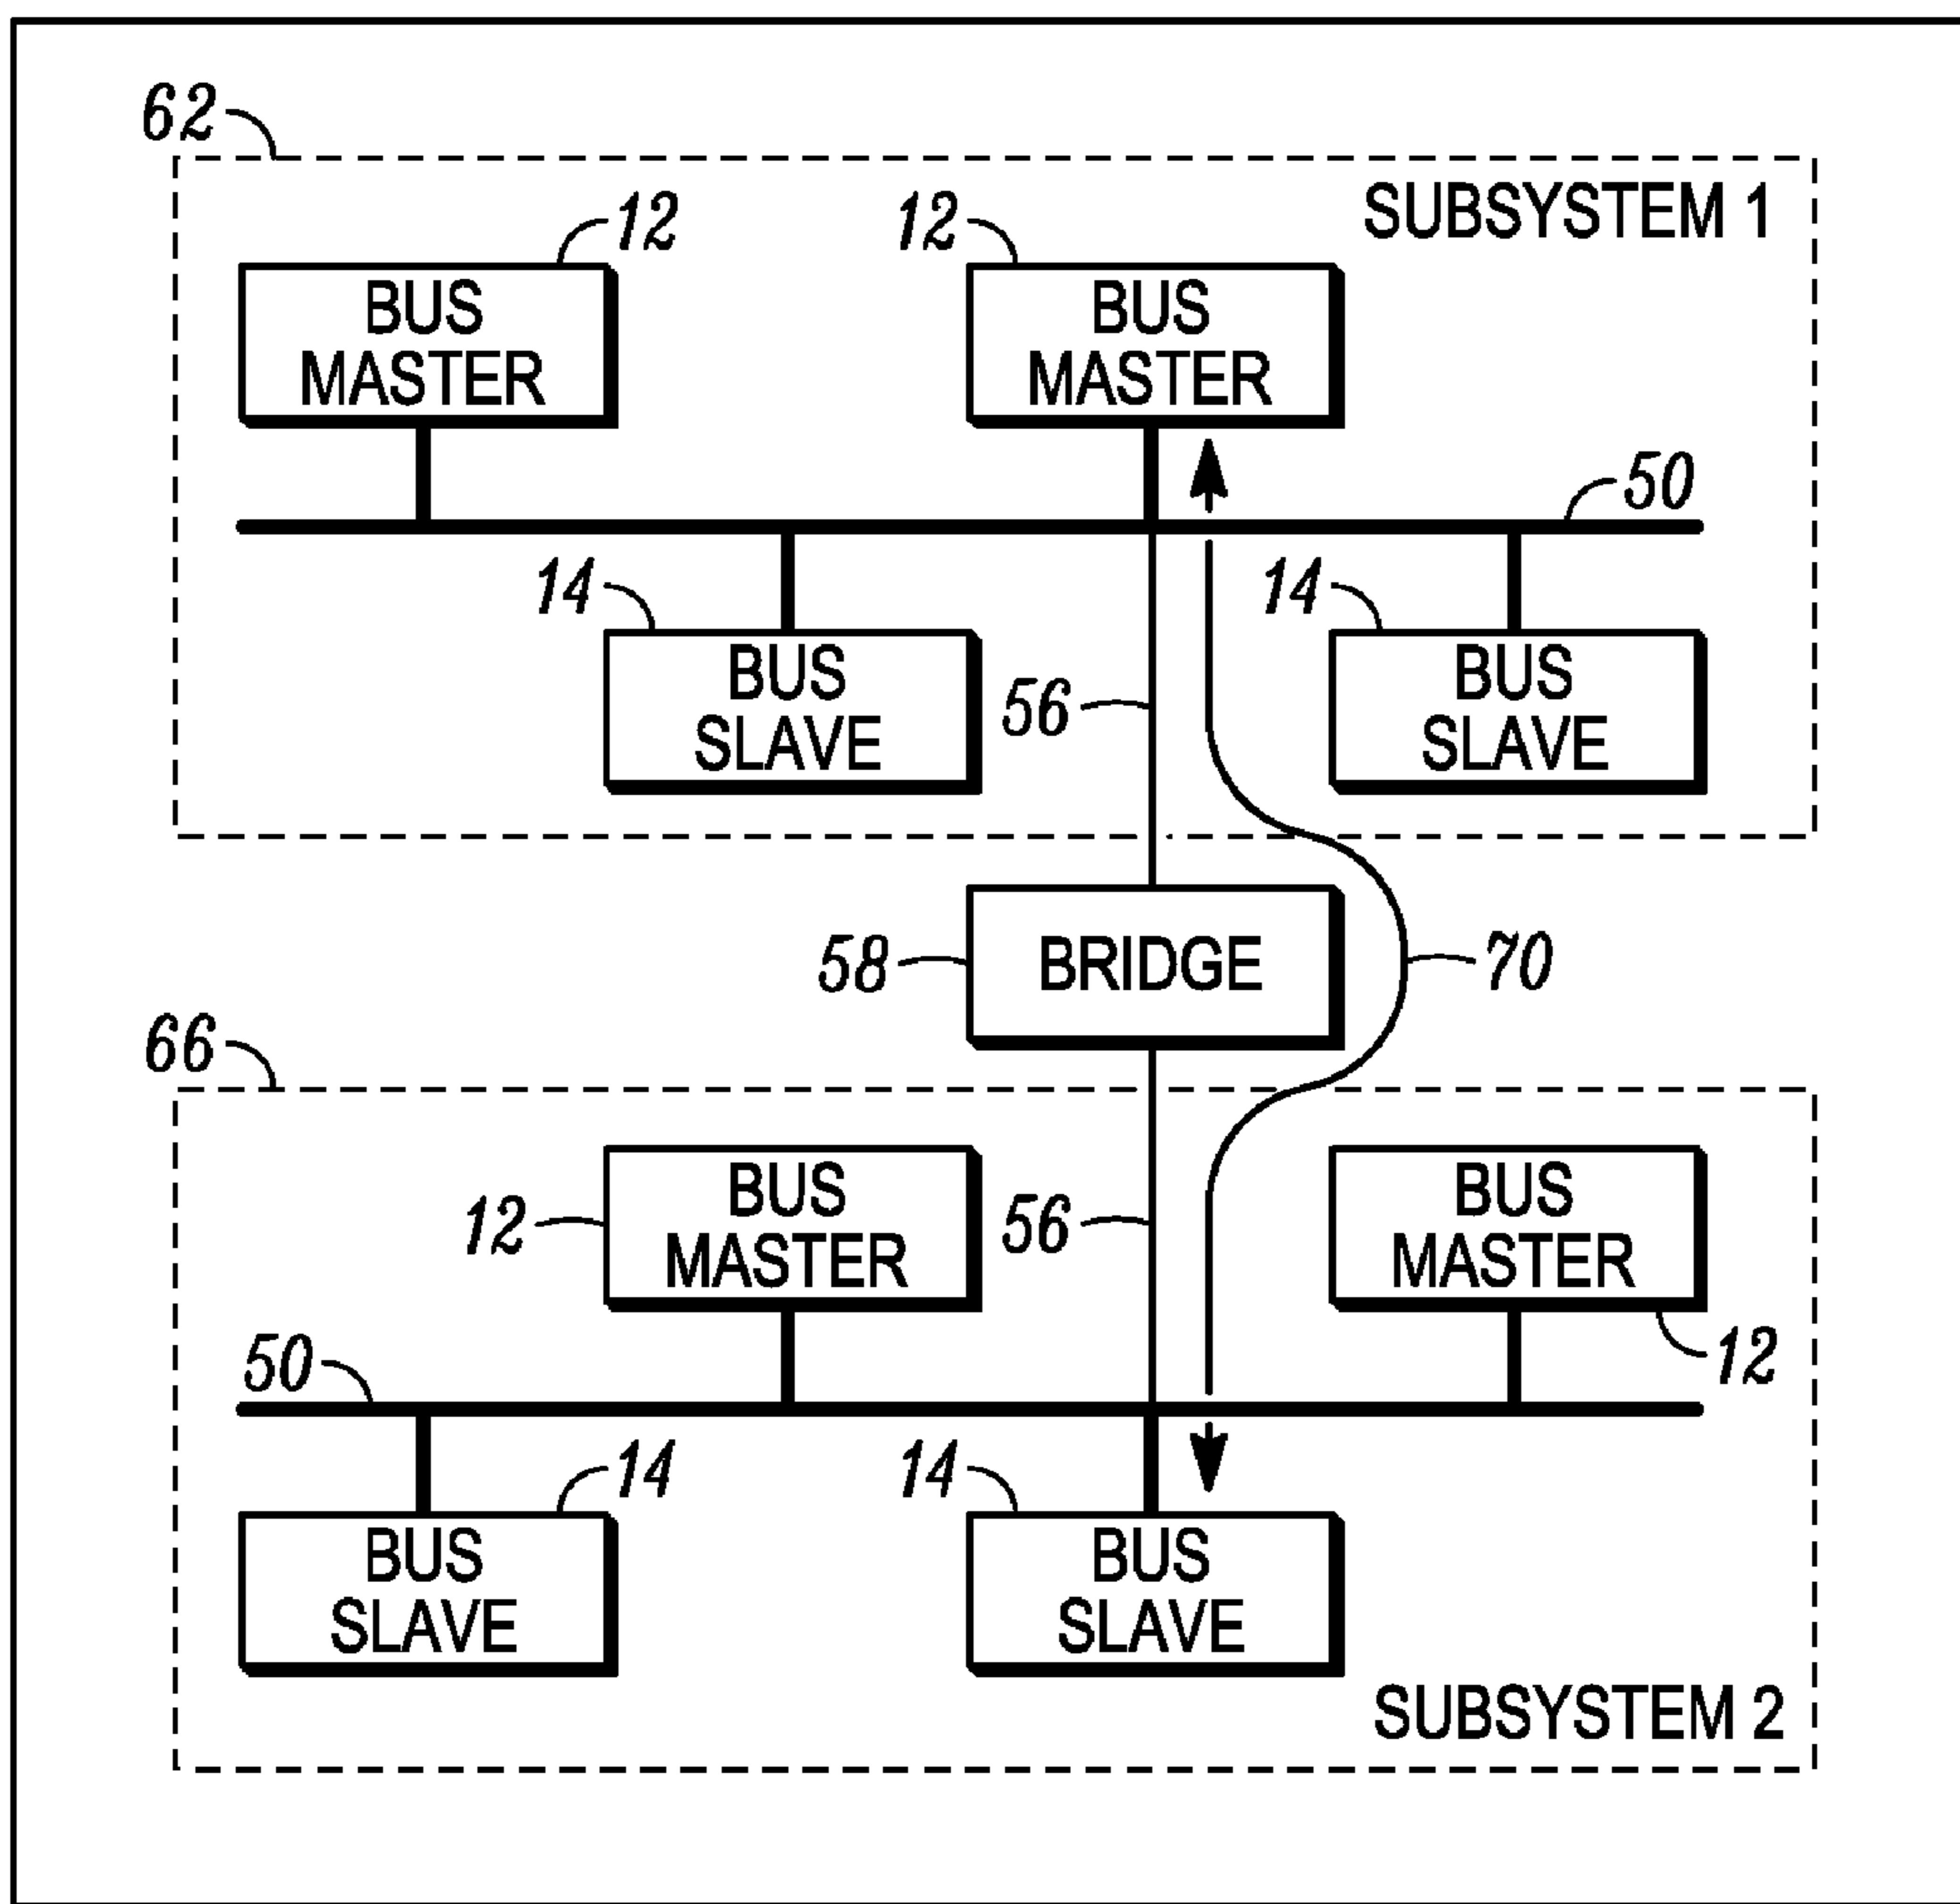 62
12
12
SUBSYSTEM 1
BUS
MASTER
BUS
MASTER
50
14
14
BUS
SLAVE
56
BUS
SLAVE
58
BRIDGE
70
66
12
BUS
MASTER
56
BUS
MASTER
50
12
14
14
BUS
SLAVE
BUS
SLAVE
SUBSYSTEM 2